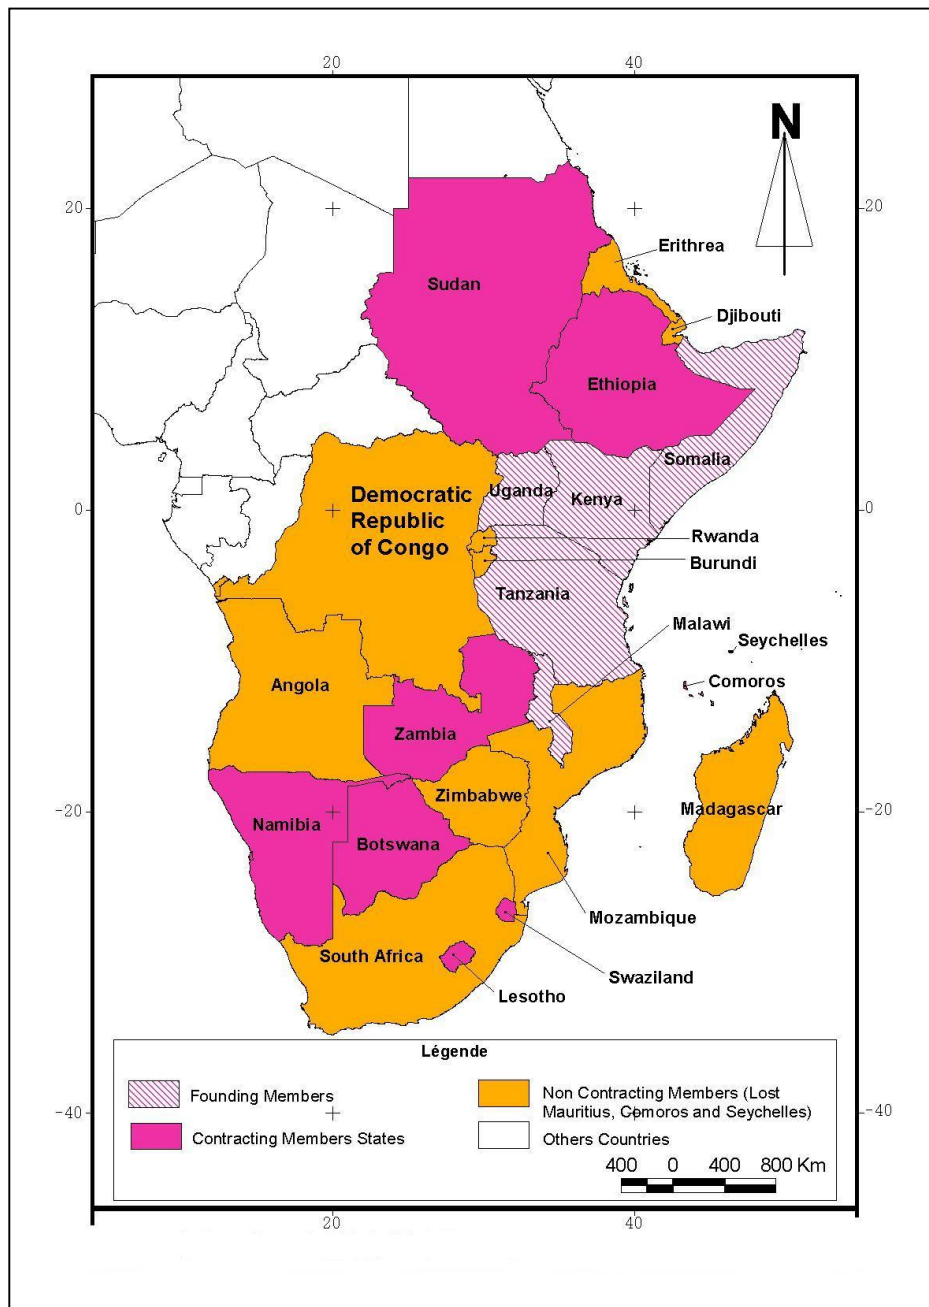 20 40
N
20 20
Erithrea
Sudan
Djibouti
Ethiopia
Somalia
Uganda
Kenya
Democratic
Republic
of Congo
0 0
Rwanda
Burundi
Tanzania
Malawi
Seychelles
Comoros
Angola
Zambia
Zimbabwe
Madagascar
-20 -20
Namibia
Botswana
Mozambique
South Africa
Swaziland
Lesotho
Légende
Founding Members
Non Contracting Members (Lost
Mauritius, Comoros and Seychelles)
-40 -40
Contracting Members States
Others Countries
400 0 400 800 Km
20 40